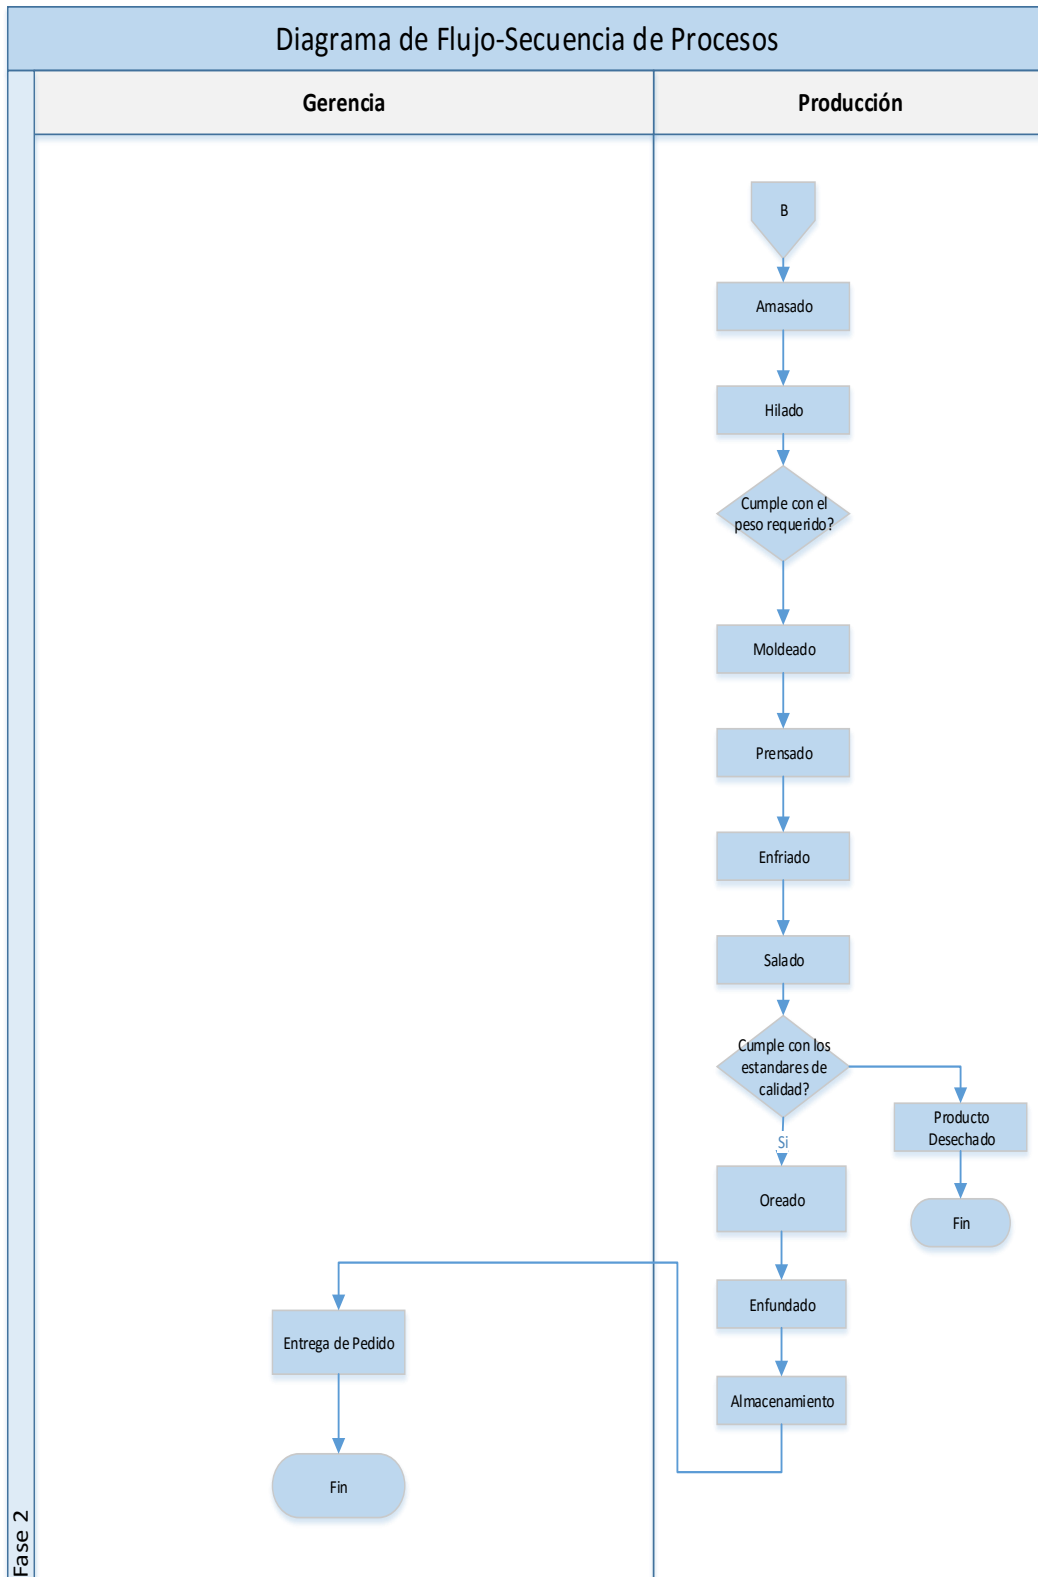 Diagrama de Flujo-Secuencia de Procesos
Gerencia
Producción
B
Amasado
Hilado
Cumple con el
peso requerido?
Moldeado
Prensado
Enfriado
Salado
Cumple con los
estandares de
calidad?
Producto
Desechado
Si
Oreado
Fin
Enfundado
Entrega de Pedido
Almacenamiento
Fin
Fase 2